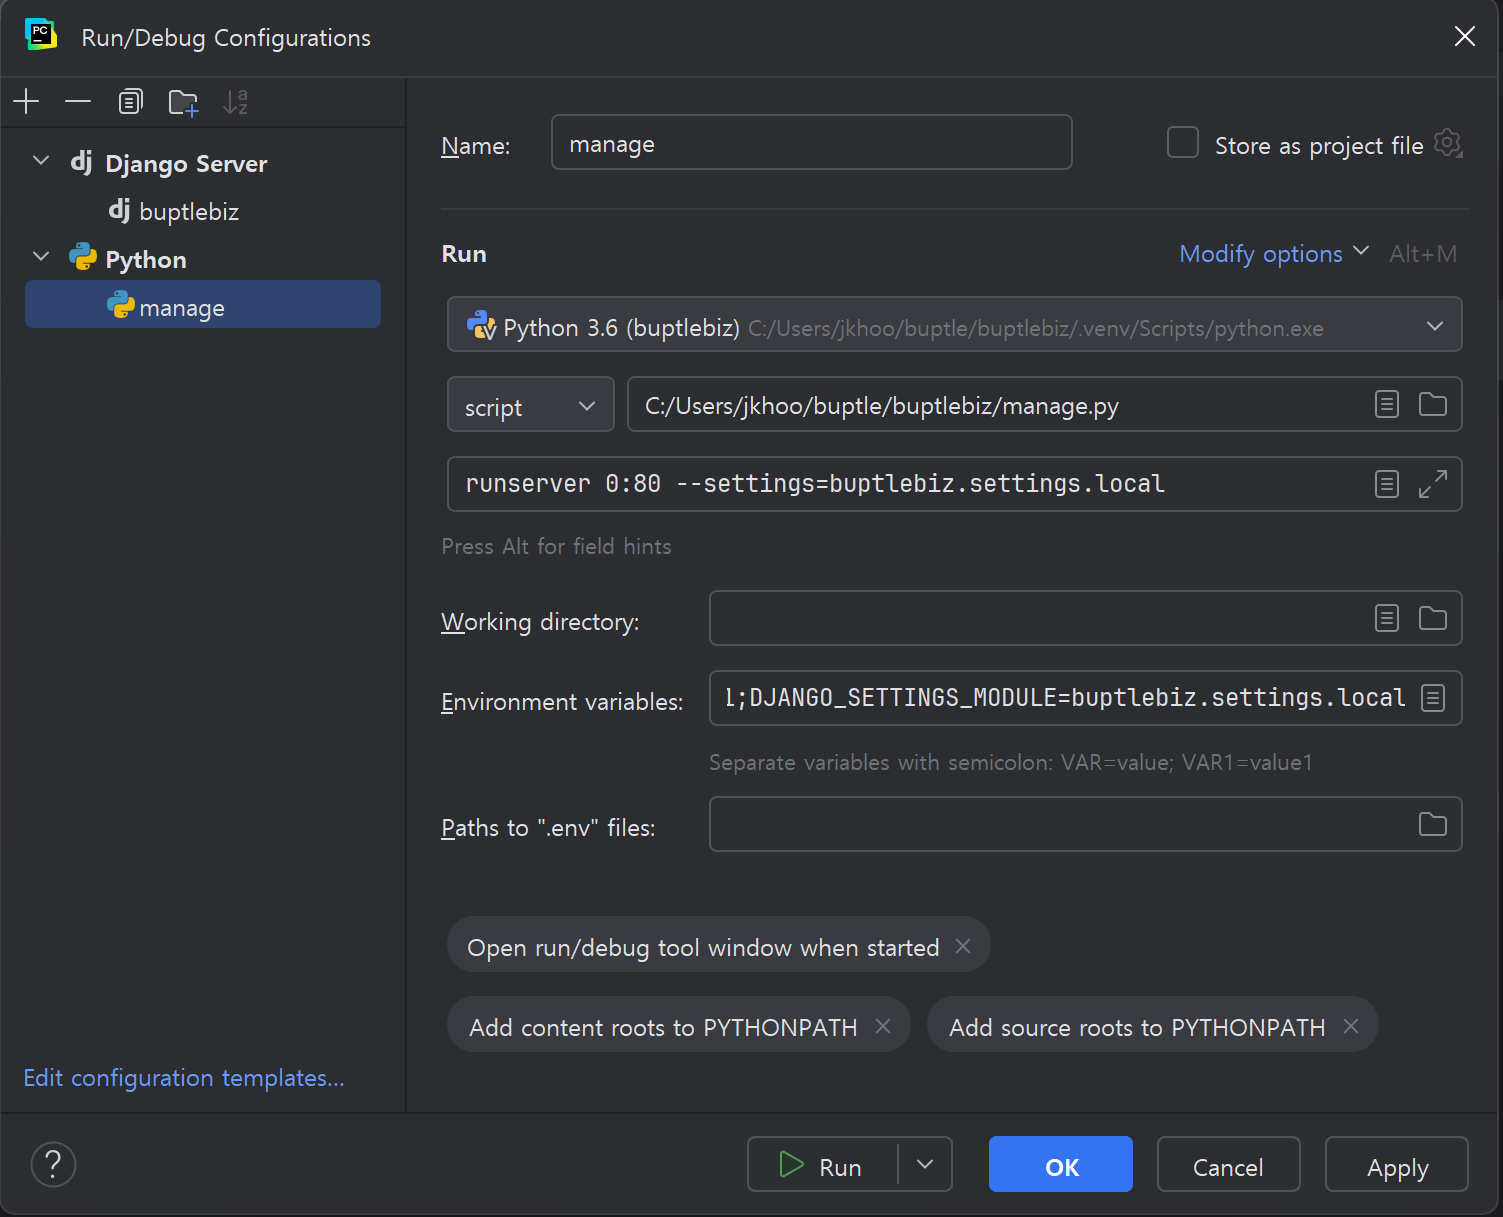 PC
Run/Debug Configurations
Django Server
buptlebiz
Python
manage
Edit configuration templates...
Name:
manage
Store as project file
Run
Modify options
Alt+M
Python 3.6 (buptlebiz) C:/Users/jkhoo/buptle/buptlebiz/.venv/Scripts/python.exe
script
C:/Users/jkhoo/buptle/buptlebiz/manage.py
runserver 0:80 --settings=buptlebiz.settings.local
Press Alt for field hints
Working directory:
Environment variables:
;DJANGO_SETTINGS_MODULE=buptlebiz.settings.local
Separate variables with semicolon: VAR=value; VAR1=value1
Paths to ".env" files:
Open run/debug tool window when started
Add content roots to PYTHONPATH
Add source roots to PYTHONPATH
?
Run
OK
Cancel
Apply